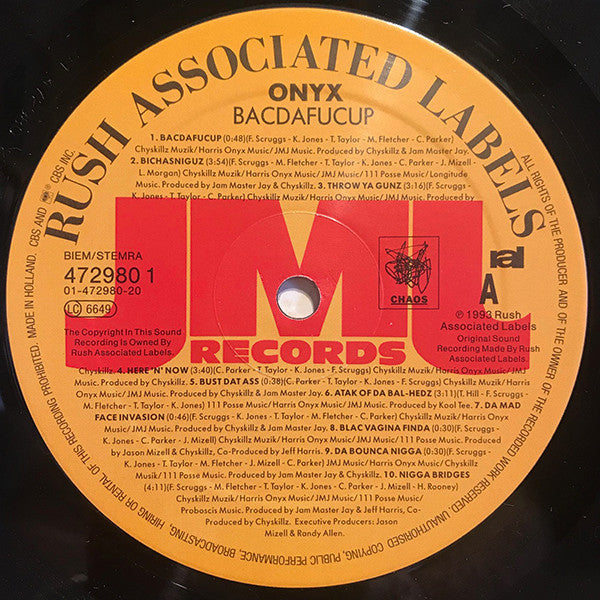 RUSH ASSOCIATED LABELS
ONYX
BACDAFUCUP
1. BACDAFUCUP (0:48)(F. Scruggs - K. Jones - T. Taylor - M. Fletcher - C. Parker)
Chyskillz Muzik/Harris Onyx Music/JMJ Music. Produced by Chyskillz & Jam Master Jay
2. BICHASNIGUZ (3:54)(F. Scruggs - M. Fletcher - K. Jones - T. Taylor - C. Parker - J. Mizell -
L. Morgan) Chyskillz Muzik/Harris Onyx Music/JMJ Music/111 Posse Music/Longitude
Music. Produced by Jam Master Jay & Chyskillz. 3. THROW YA GUNZ (3:16)(F. Scruggs -
K. Jones - T. Taylor - C. Parker) Chyskillz Muzik/Harris Onyx Music/JMJ Music. Produced by
BIEM/STEMRA
472980 1
01-472980-20
LC 6649
The Copyright In This Sound
Recording Is Owned By
Rush Associated Labels.
JMJ
RECORDS
CHAOS
ral
A
℗ 1993 Rush
Associated Labels
Original Sound
Recording Made By Rush
Associated Labels.
Chyskillz. 4. HERE 'N' NOW (3:40)(C. Parker - T. Taylor - K. Jones - F. Scruggs) Chyskillz Muzik/Harris Onyx Music/JMJ
Music. Produced by Chyskillz. 5. BUST DAT ASS (0:38)(C. Parker - T. Taylor - K. Jones - F. Scruggs) Chyskillz Muzik/Harris
Onyx Music/JMJ Music. Produced by Chyskillz & Jam Master Jay. 6. ATAK OF DA BAL-HEDZ (3:11)(T. Hill - F. Scruggs -
M. Fletcher - T. Taylor - K. Jones) 111 Posse Music/Harris Onyx Music/JMJ Music. Produced by Kool Tee. 7. DA MAD
FACE INVASION (0:46)(F. Scruggs - K. Jones - T. Taylor - M. Fletcher - C. Parker) Chyskillz Muzik/Harris Onyx
Music/JMJ Music. Produced by Chyskillz & Jam Master Jay. 8. BLAC VAGINA FINDA (0:30)(F. Scruggs -
K. Jones - C. Parker - J. Mizell) Chyskillz Muzik/Harris Onyx Music/JMJ Music/111 Posse Music. Produced
by Jason Mizell & Chyskillz, Co-Produced by Jeff Harris. 9. DA BOUNCA NIGGA (0:30)(F. Scruggs -
K. Jones - T. Taylor - M. Fletcher - J. Mizell - C. Parker) JMJ Music/Harris Onyx Music/Chyskillz
Muzik/111 Posse Music. Produced by Chyskillz & Jam Master Jay. 10. NIGGA BRIDGES
(4:11)(F. Scruggs - M. Fletcher - T. Taylor - K. Jones - C. Parker - J. Mizell - H. Rooney)
Chyskillz Muzik/Harris Onyx Music/JMJ Music/111 Posse Music/
Proboscis Music. Produced by Jam Master Jay & Jeff Harris, Co-
Produced by Chyskillz. Executive Producers: Jason
Mizell and Randy Allen.
ALL RIGHTS OF THE PRODUCER AND OF THE OWNER OF THE RECORDED WORK RESERVED. UNAUTHORISED COPYING, PUBLIC PERFORMANCE, BROADCASTING, HIRING OR RENTAL OF THIS RECORDING PROHIBITED. MADE IN HOLLAND. CBS AND CBS INC.